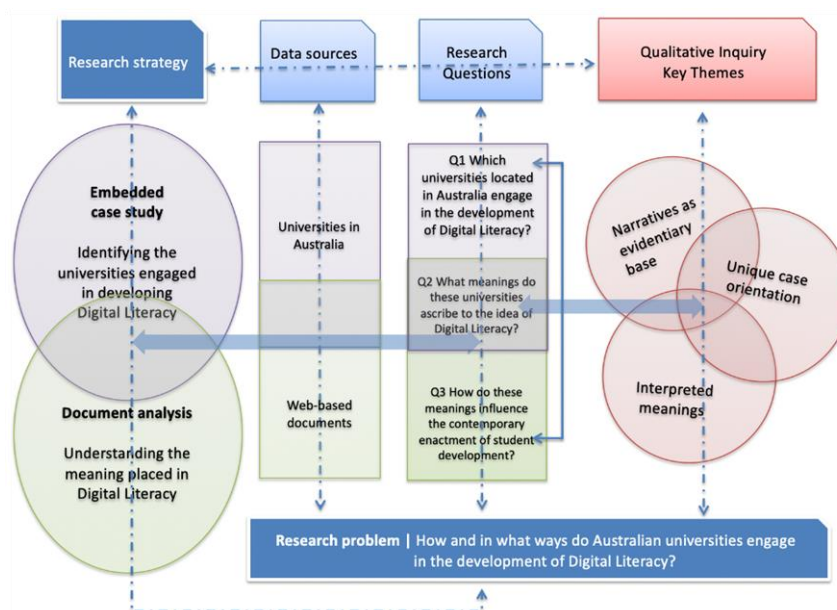 Research strategy
Data sources
Research
Questions
Qualitative Inquiry
Key Themes
Embedded
case study
Identifying the
universities engaged
in developing
Digital Literacy
Document analysis
Understanding the
meaning placed in
Digital Literacy
Universities in
Australia
Web-based
documents
Q1 Which
universities located
in Australia engage
in the development
of Digital Literacy?
Q2 What meanings do
these universities
ascribe to the idea of
Digital Literacy?
Q3 How do these
meanings influence
the contemporary
enactment of student
development?
Narratives as
evidentiary
base
Unique case
orientation
Interpreted
meanings
Research problem | How and in what ways do Australian universities engage
in the development of Digital Literacy?